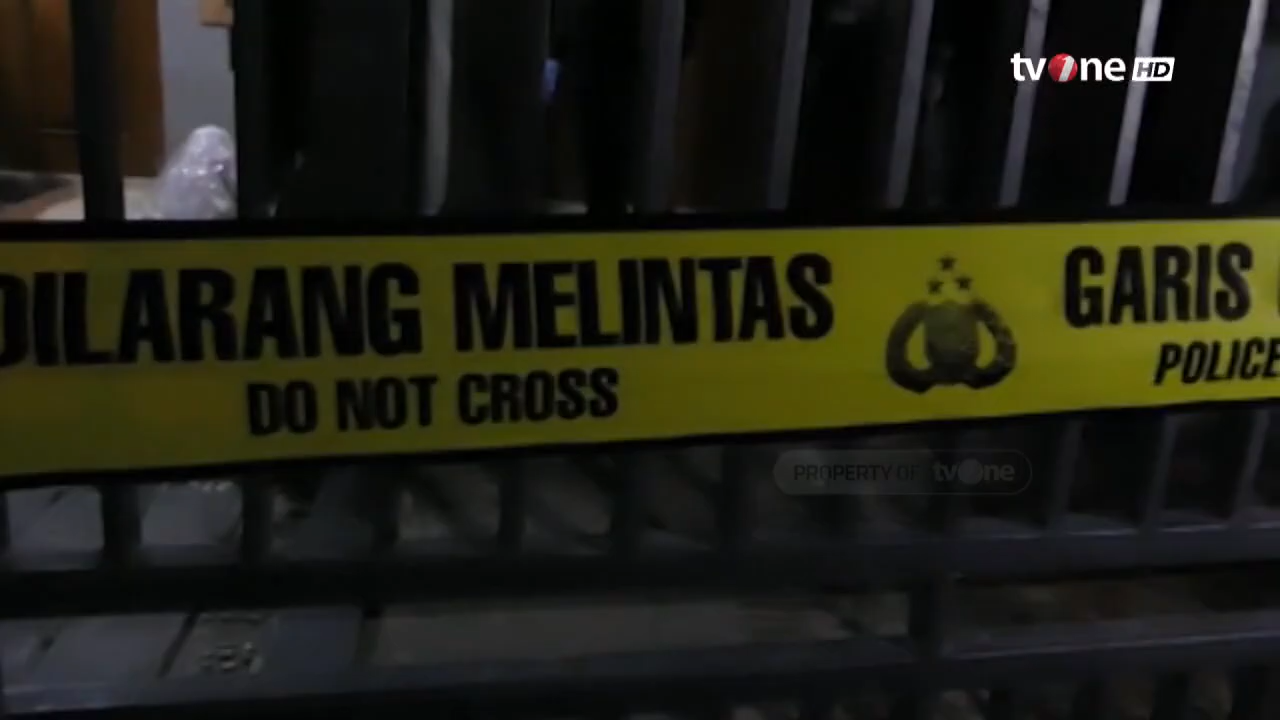 tvOne HD
DILARANG MELINTAS
DO NOT CROSS
GARIS
POLICE
PROPERTY OF tvOne